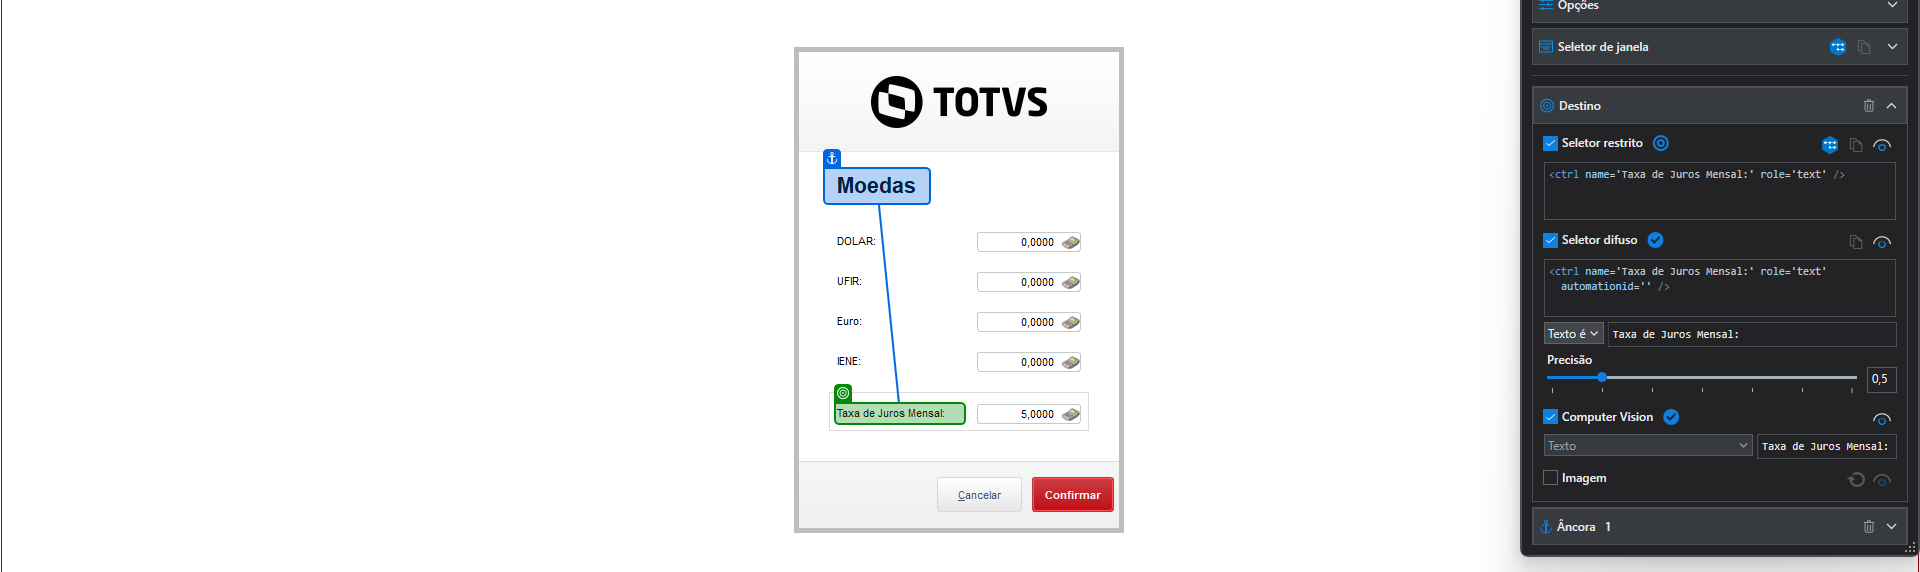 TOTVS
Moedas
DOLAR: 0,0000
UFIR: 0,0000
Euro: 0,0000
IENE: 0,0000
Taxa de Juros Mensal: 5,0000
Cancelar Confirmar
Opções
Seletor de janela
Destino
Seletor restrito
<ctrl name='Taxa de Juros Mensal:' role='text' />
Seletor difuso
<ctrl name='Taxa de Juros Mensal:' role='text'
automationid='' />
Texto é Taxa de Juros Mensal:
Precisão
0,5
Computer Vision
Texto Taxa de Juros Mensal:
Imagem
Âncora 1